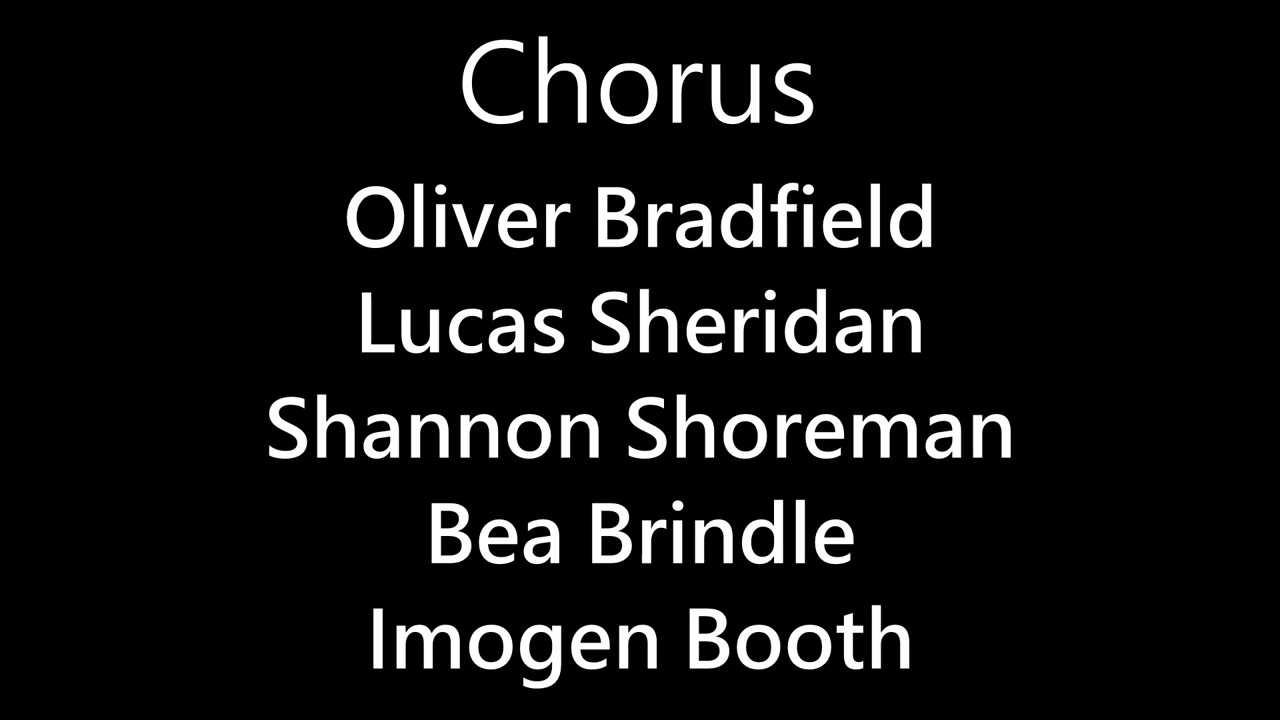 Chorus
Oliver Bradfield
Lucas Sheridan
Shannon Shoreman
Bea Brindle
Imogen Booth